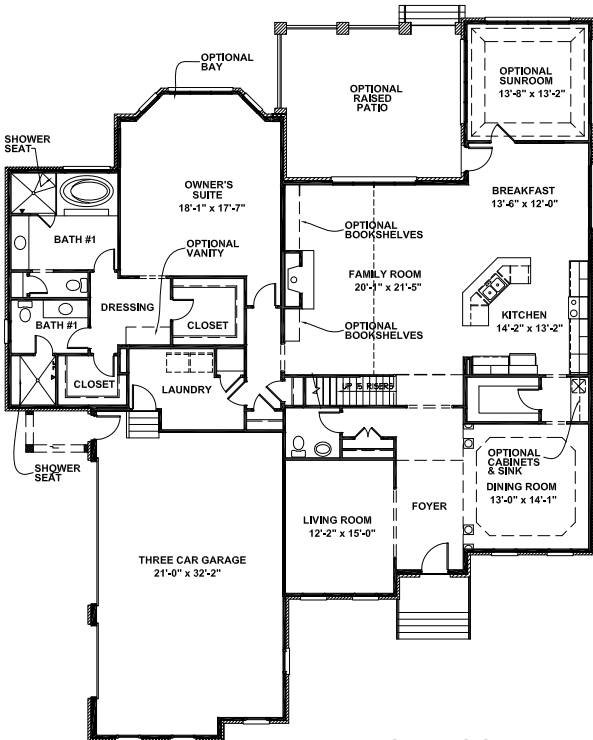 OPTIONAL
BAY
OPTIONAL
RAISED
PATIO
OPTIONAL
SUNROOM
13'-8" x 13'-2"
SHOWER
SEAT
OWNER'S
SUITE
18'-1" x 17'-7"
BREAKFAST
13'-6" x 12'-0"
BATH #1
OPTIONAL
VANITY
OPTIONAL
BOOKSHELVES
FAMILY ROOM
20'-1" x 21'-5"
DRESSING
CLOSET
BATH #1
OPTIONAL
BOOKSHELVES
KITCHEN
14'-2" x 13'-2"
CLOSET
LAUNDRY
UP 15 RISERS
SHOWER
SEAT
OPTIONAL
CABINETS
& SINK
DINING ROOM
13'-0" x 14'-1"
LIVING ROOM
12'-2" x 15'-0"
FOYER
THREE CAR GARAGE
21'-0" x 32'-2"